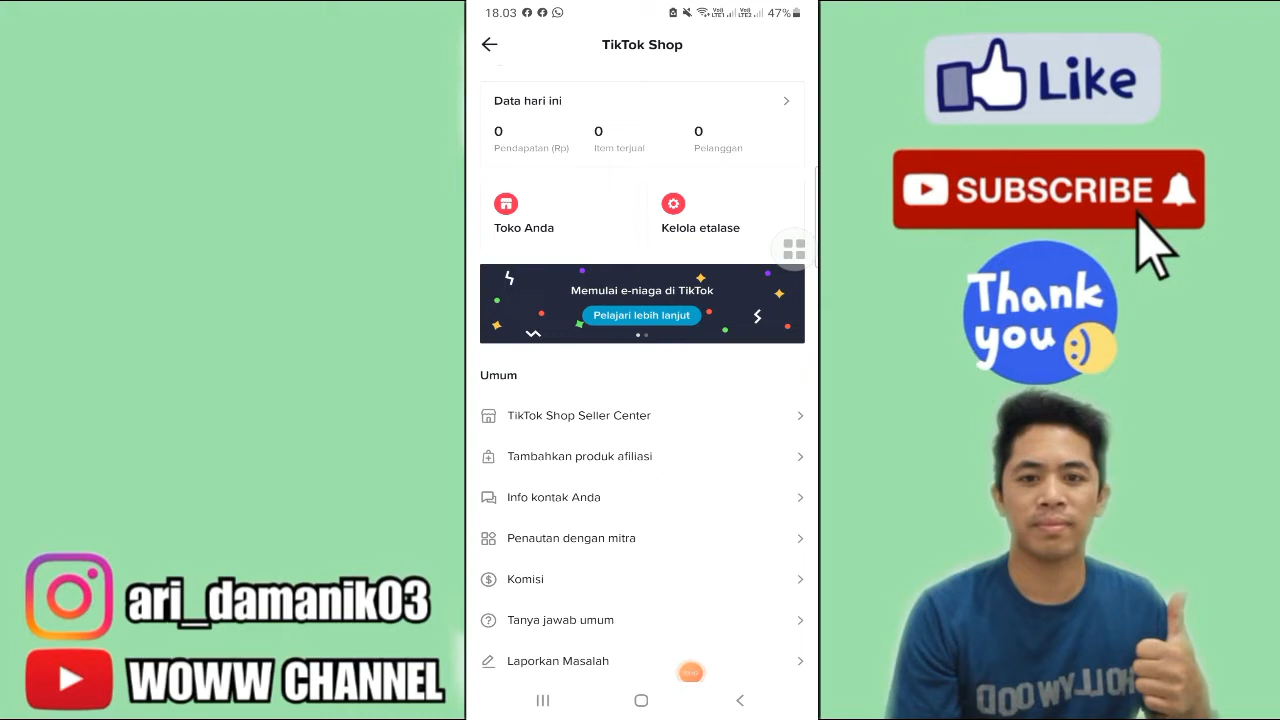 18.03
47%
TikTok Shop
Data hari ini
0 0 0
Pendapatan (Rp) Item terjual Pelanggan
Toko Anda Kelola etalase
Memulai e-niaga di TikTok
Pelajari lebih lanjut
Umum
TikTok Shop Seller Center
Tambahkan produk afiliasi
Info kontak Anda
Penautan dengan mitra
Komisi
Tanya jawab umum
Laporkan Masalah
ari_damanik03
WOWW CHANNEL
Like
SUBSCRIBE
Thank
you
HOLLYWOOD